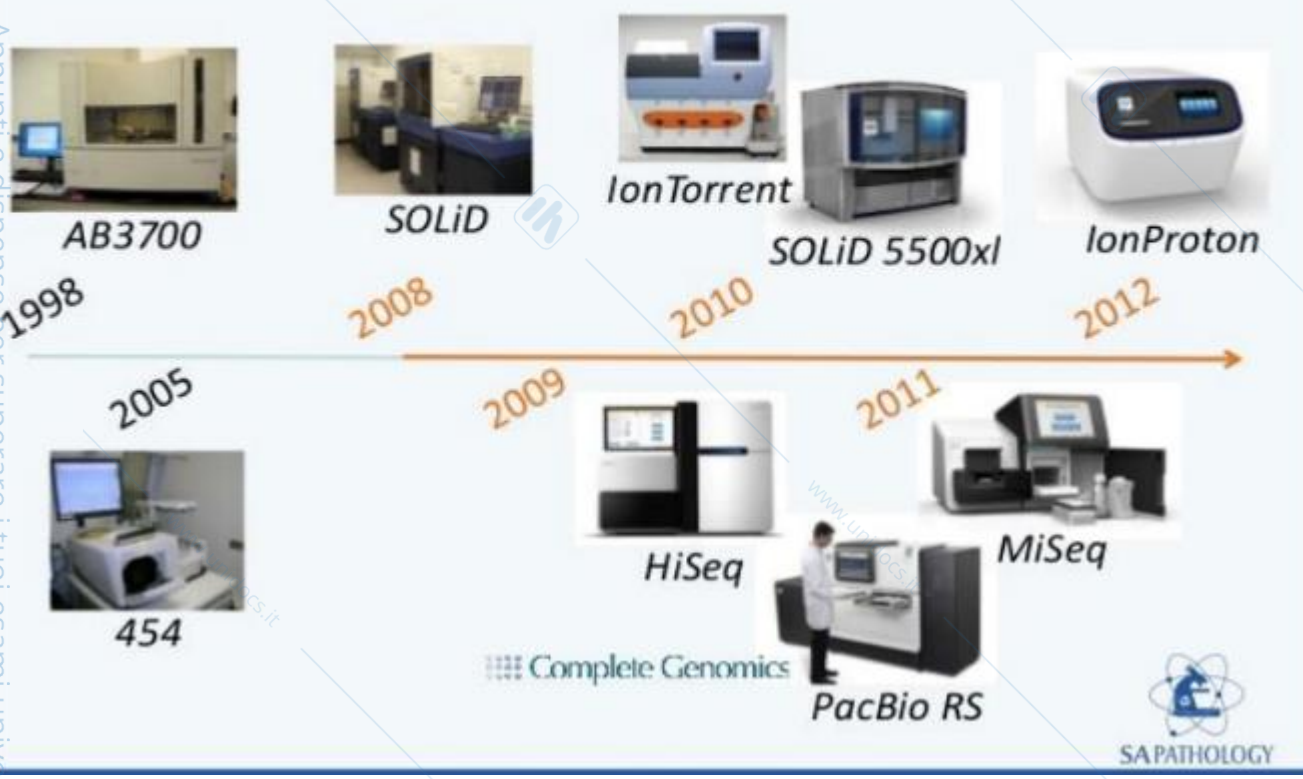 AB3700
SOLiD
IonTorrent
SOLiD 5500xl
IonProton
1998
2008
2010
2012
2005
2009
2011
454
HiSeq
MiSeq
Complete Genomics
PacBio RS
SA PATHOLOGY